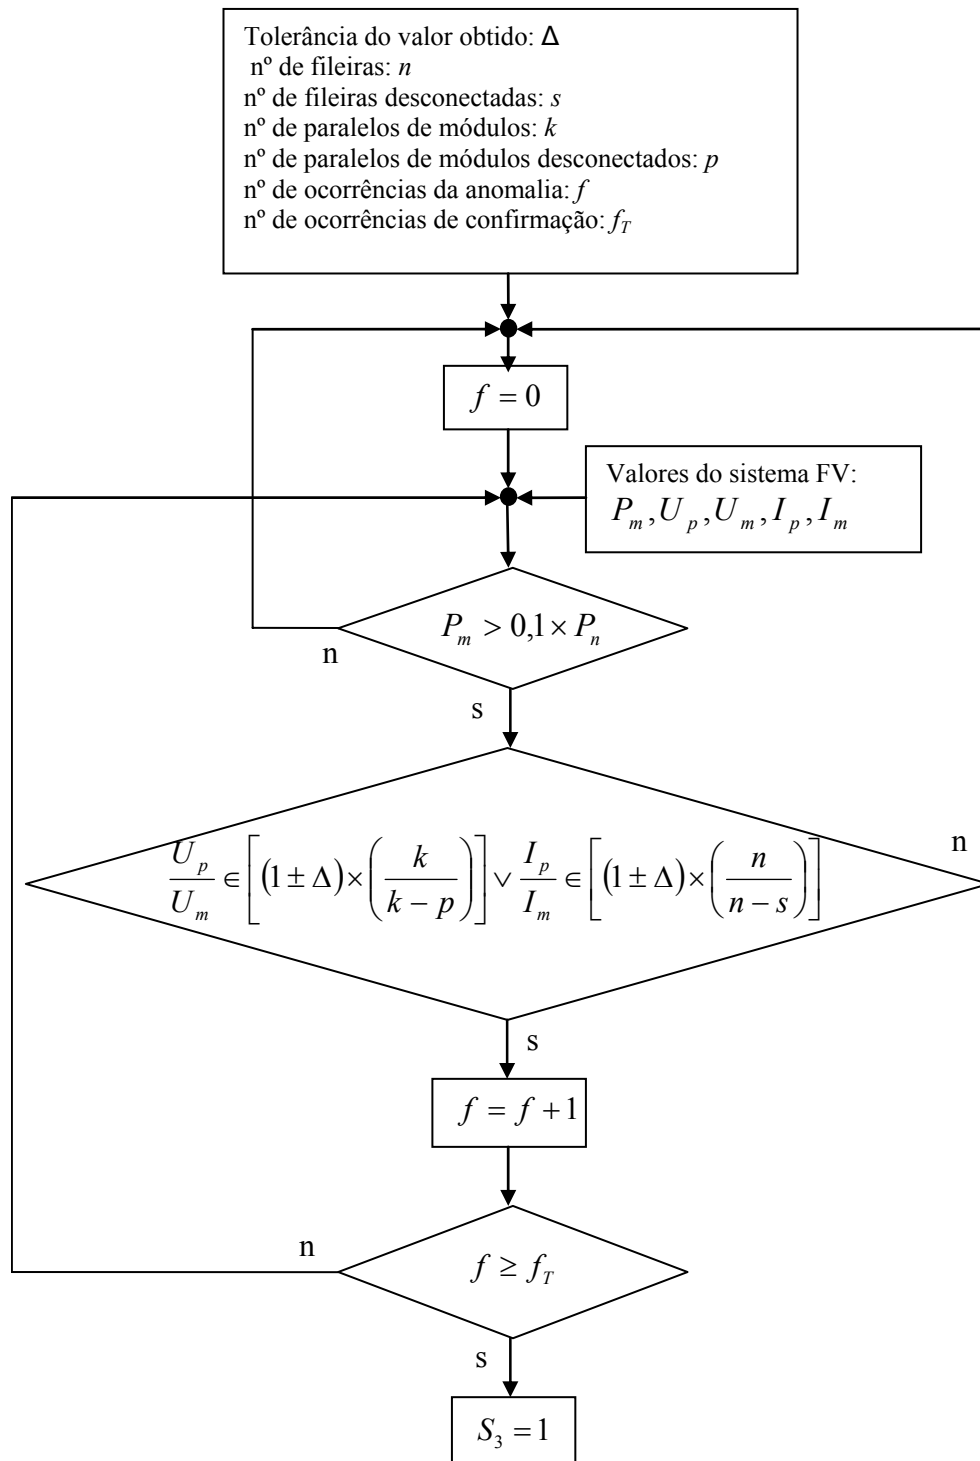 Tolerância do valor obtido: Δ
nº de fileiras: n
nº de fileiras desconectadas: s
nº de paralelos de módulos: k
nº de paralelos de módulos desconectados: p
nº de ocorrências da anomalia: f
nº de ocorrências de confirmação: f_T
f = 0
Valores do sistema FV:
P_m, U_p, U_m, I_p, I_m
P_m > 0,1 × P_n
n
s
U_p/U_m ∈ [(1 ± Δ) × (k/(k − p))] ∨ I_p/I_m ∈ [(1 ± Δ) × (n/(n − s))]
n
s
f = f + 1
n
f ≥ f_T
s
S_3 = 1